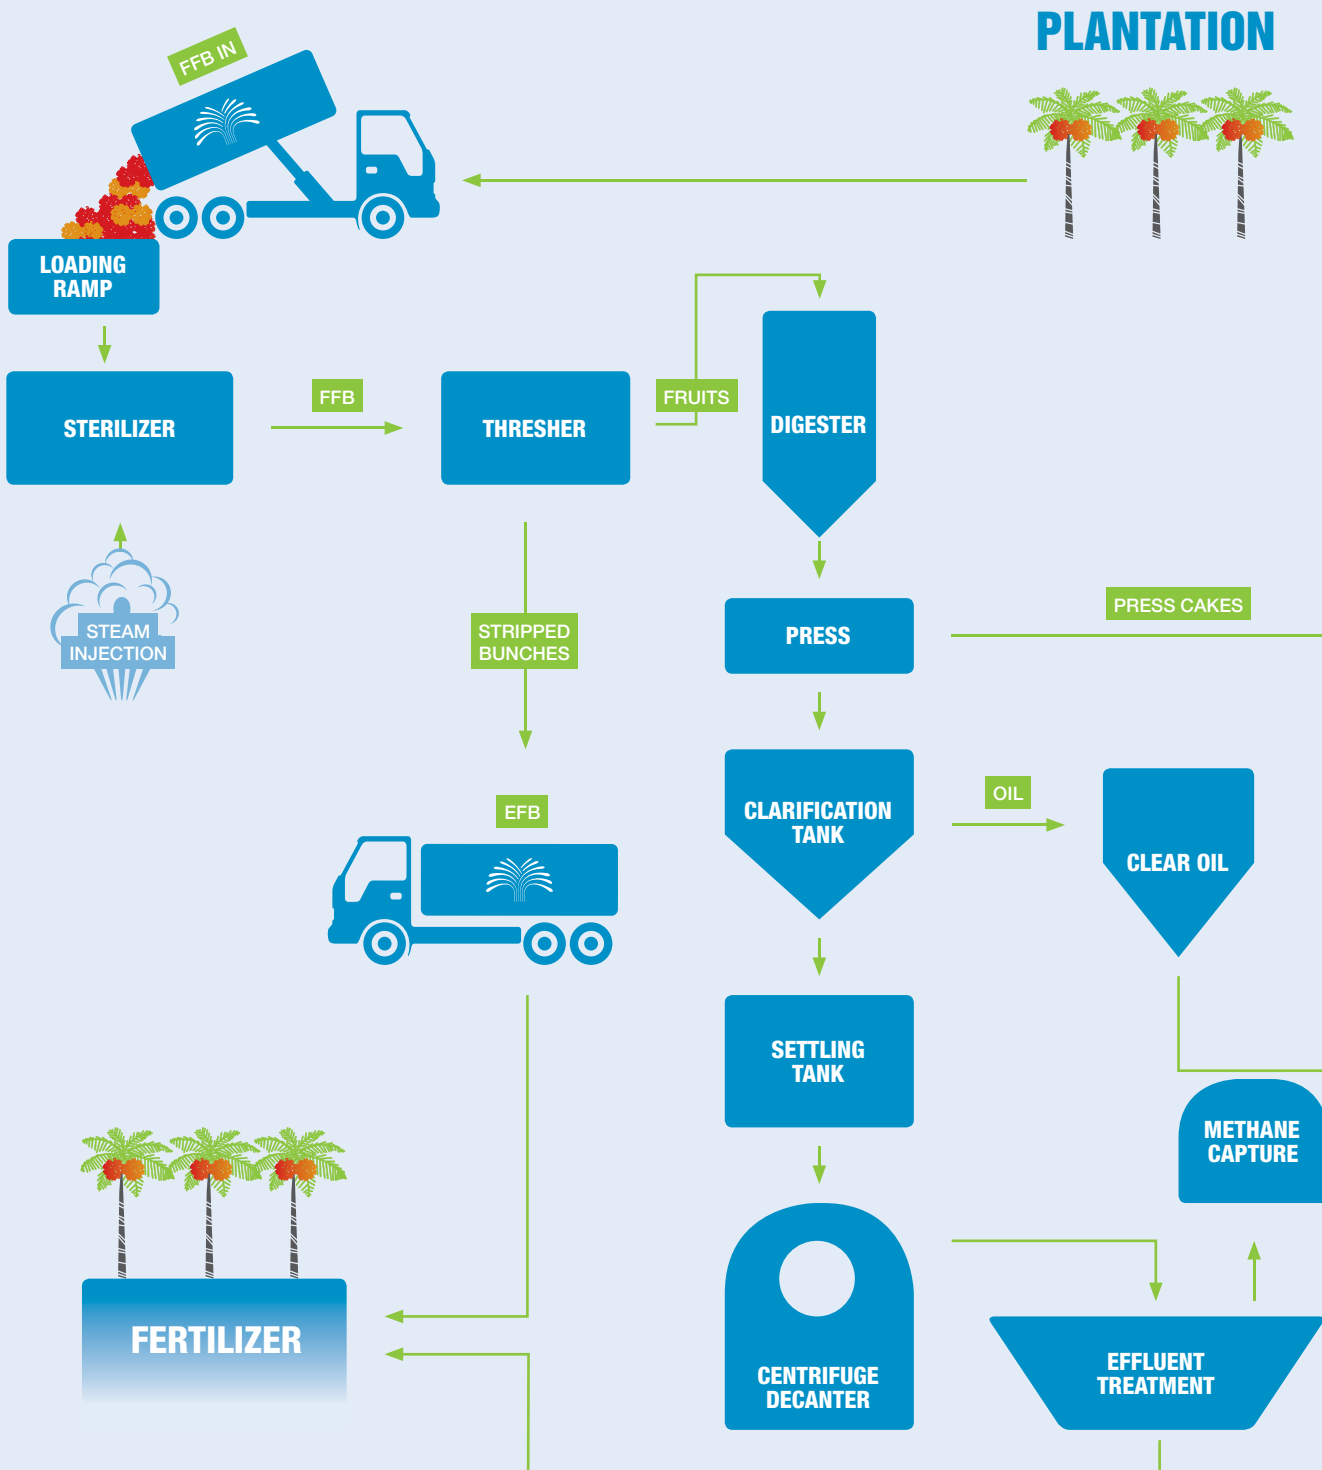 PLANTATION
FFB IN
LOADING
RAMP
STERILIZER
FFB
THRESHER
FRUITS
DIGESTER
STEAM
INJECTION
STRIPPED
BUNCHES
PRESS
PRESS CAKES
EFB
CLARIFICATION
TANK
OIL
CLEAR OIL
SETTLING
TANK
METHANE
CAPTURE
FERTILIZER
CENTRIFUGE
DECANTER
EFFLUENT
TREATMENT